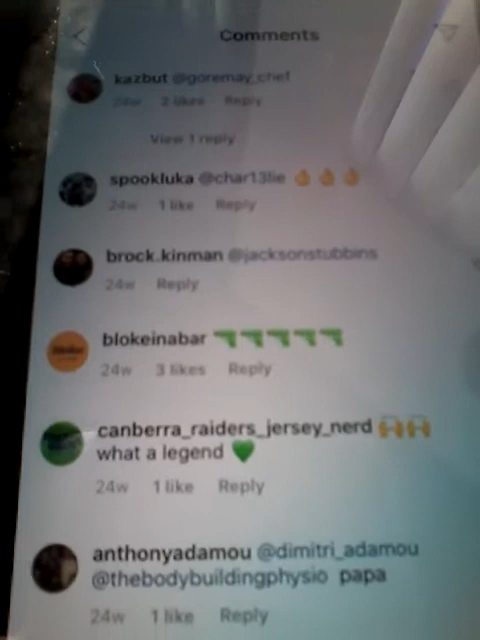 Comments
kazbut @goremay_chef
24w 2 likes Reply
View 1 reply
spookluka @char13lie 👌👌👌
24w 1 like Reply
brock.kinman @jacksonstubbins
24w Reply
blokeinabar 🔫🔫🔫🔫🔫
24w 3 likes Reply
canberra_raiders_jersey_nerd 🙌🙌
what a legend 💚
24w 1 like Reply
anthonyadamou @dimitri_adamou
@thebodybuildingphysio papa
24w 1 like Reply